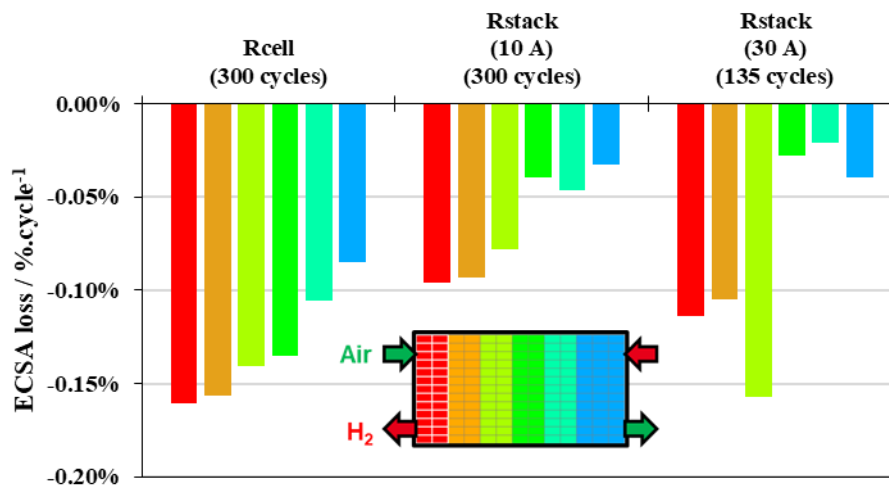 Rcell
(300 cycles)
Rstack
(10 A)
(300 cycles)
Rstack
(30 A)
(135 cycles)
0.00%
-0.05%
-0.10%
-0.15%
-0.20%
ECSA loss / %.cycle⁻¹
Air
H₂